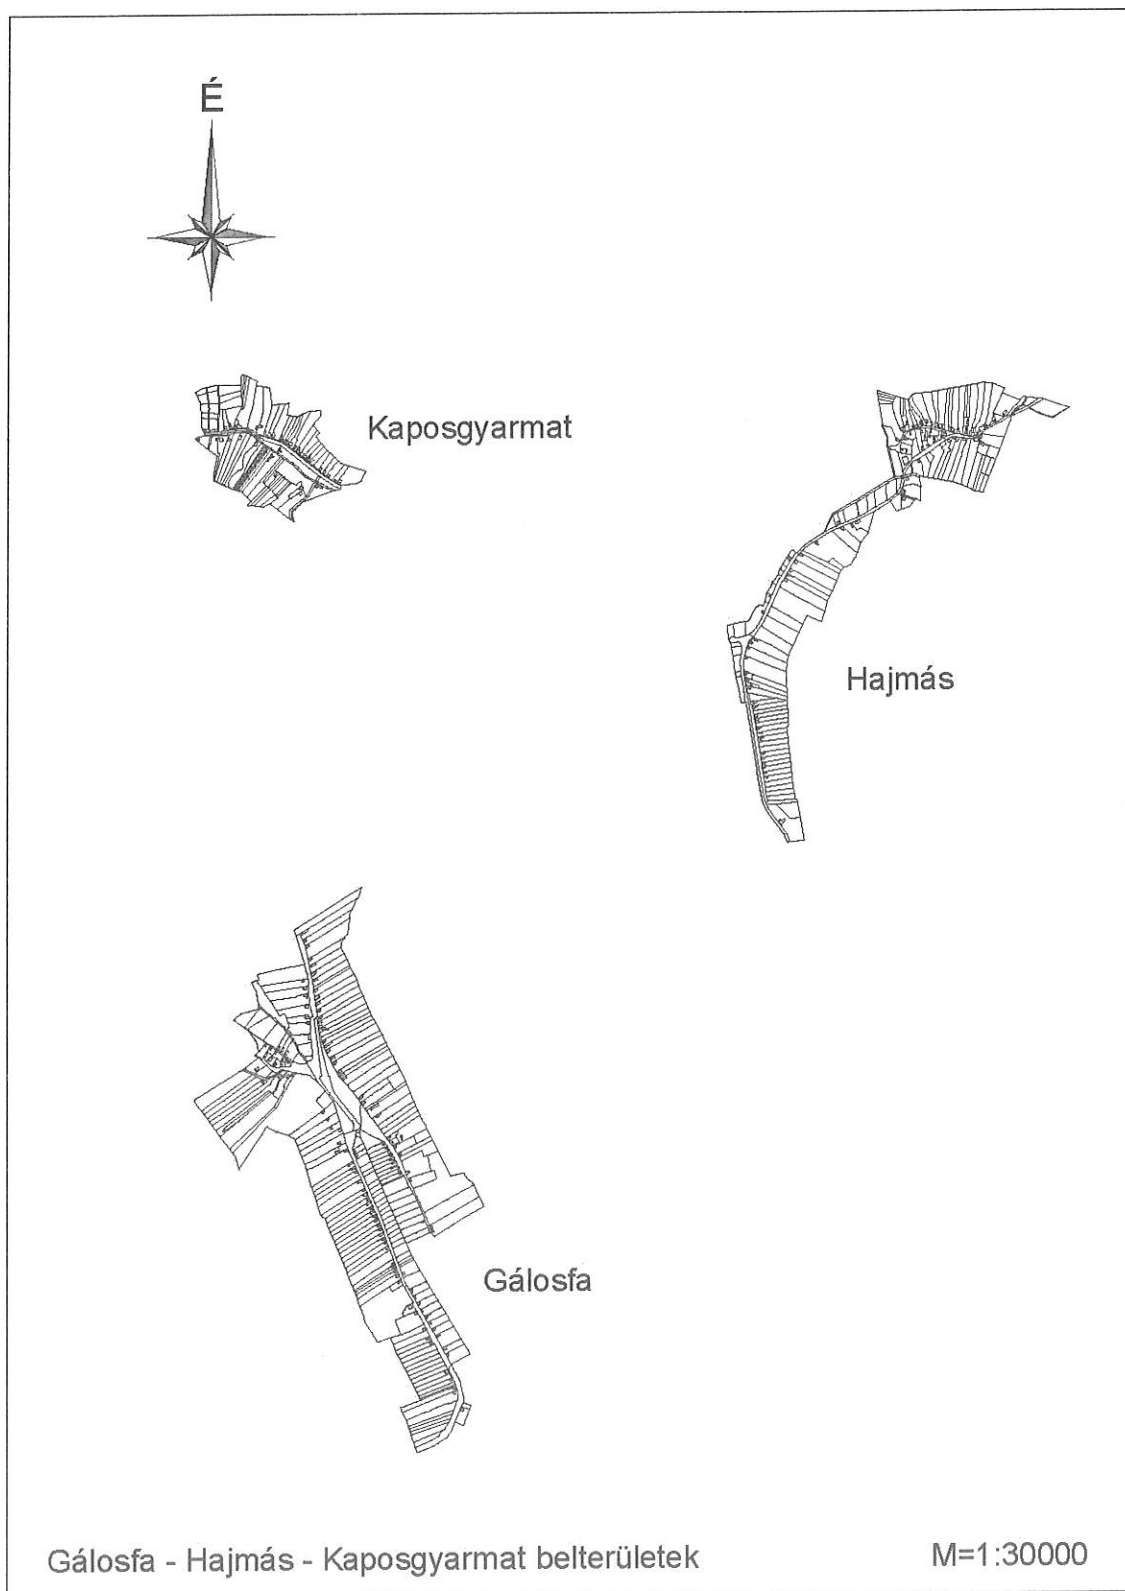 É
Kaposgyarmat
Hajmás
Gálosfa
Gálosfa - Hajmás - Kaposgyarmat belterületek
M=1:30000